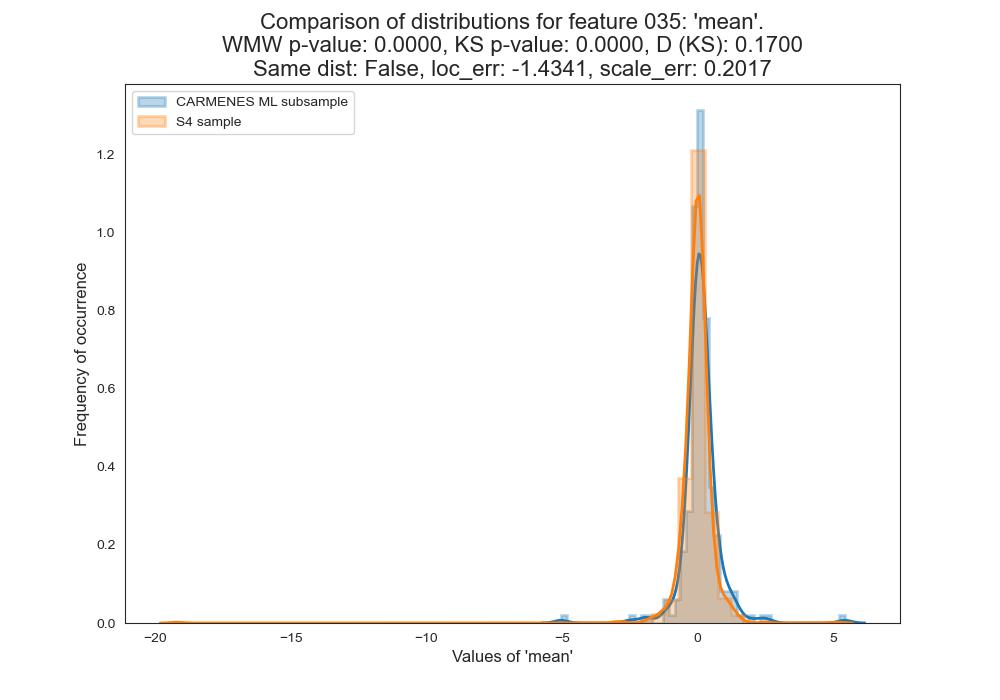 Comparison of distributions for feature 035: 'mean'.
WMW p-value: 0.0000, KS p-value: 0.0000, D (KS): 0.1700
Same dist: False, loc_err: -1.4341, scale_err: 0.2017
CARMENES ML subsample
S4 sample
Frequency of occurrence
1.2
1.0
0.8
0.6
0.4
0.2
0.0
−20 −15 −10 −5 0 5
Values of 'mean'